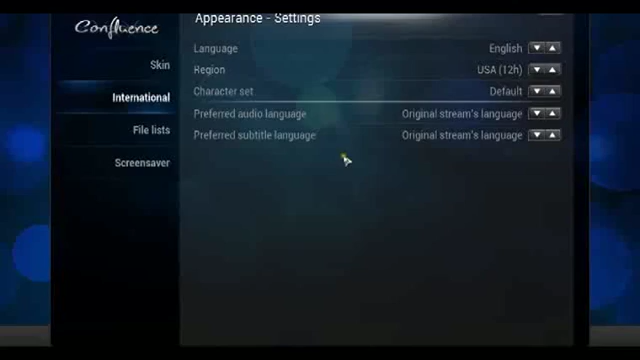 Appearance - Settings
Confluence
Language English
Region USA (12h)
Skin
Character set Default
International
Preferred audio language Original stream's language
File lists
Preferred subtitle language Original stream's language
Screensaver